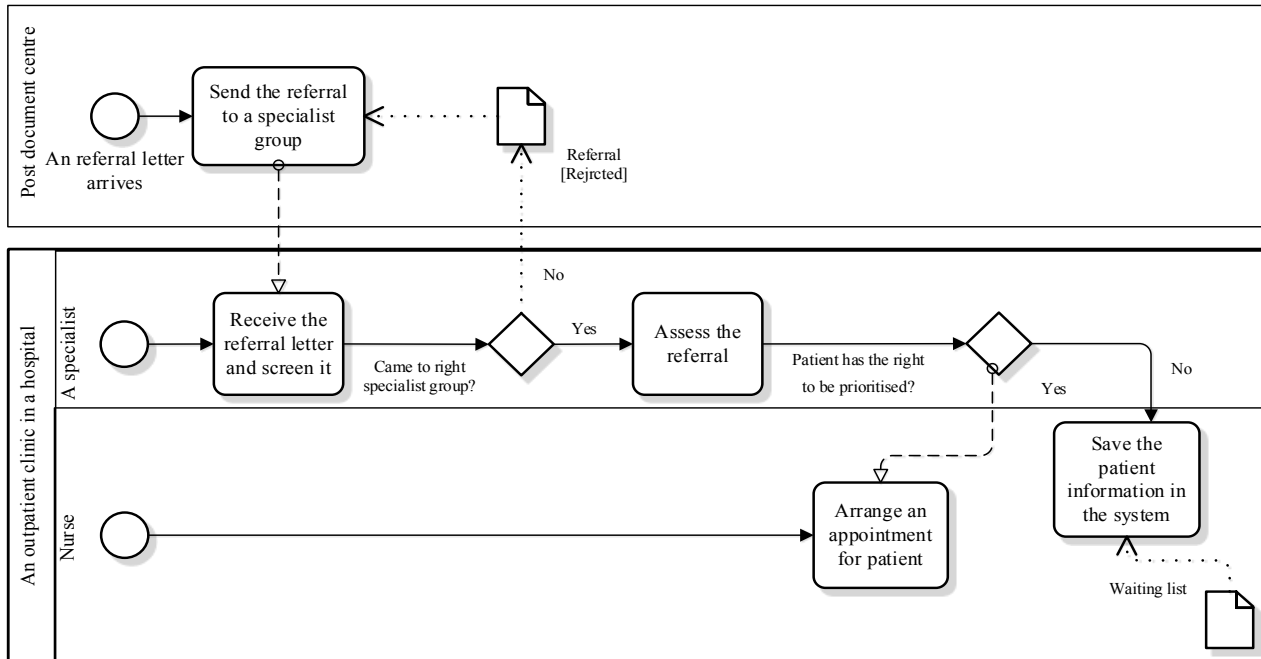 Post document centre
Send the referral
to a specialist
group
An referral letter
arrives
Referral
[Rejrcted]
An outpatient clinic in a hospital
A specialist
Receive the
referral letter
and screen it
Came to right
specialist group?
No
Yes
Assess the
referral
Patient has the right
to be prioritised?
Yes
No
Nurse
Arrange an
appointment
for patient
Save the
patient
information in
the system
Waiting list